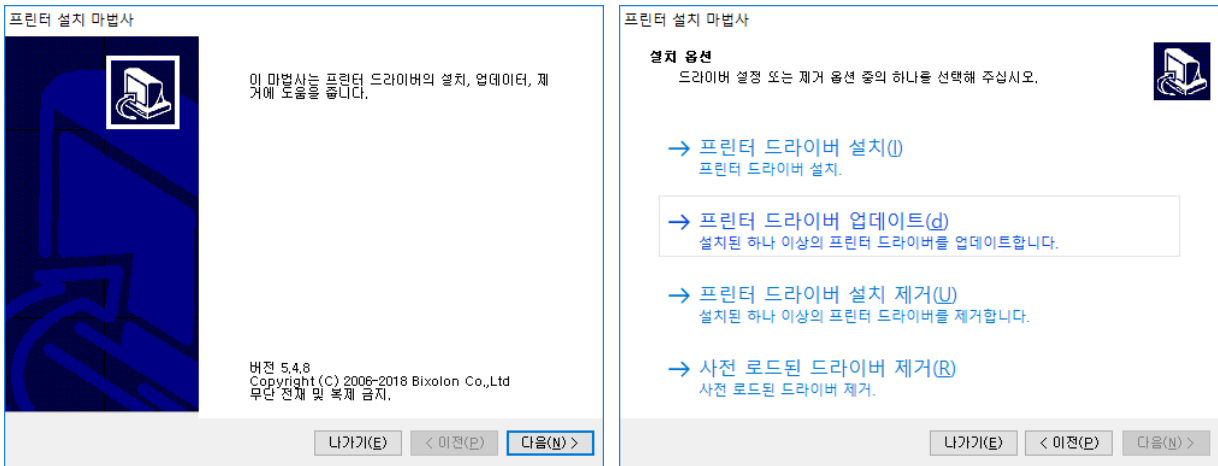 프린터 설치 마법사
이 마법사는 프린터 드라이버의 설치, 업데이터, 제
거에 도움을 줍니다.
버전 5.4.8
Copyright (C) 2006-2018 Bixolon Co.,Ltd
무단 전재 및 복제 금지.
나가기(E)
< 이전(P)
다음(N) >
프린터 설치 마법사
설치 옵션
드라이버 설정 또는 제거 옵션 중의 하나를 선택해 주십시오.
→ 프린터 드라이버 설치(I)
프린터 드라이버 설치.
→ 프린터 드라이버 업데이트(d)
설치된 하나 이상의 프린터 드라이버를 업데이트합니다.
→ 프린터 드라이버 설치 제거(U)
설치된 하나 이상의 프린터 드라이버를 제거합니다.
→ 사전 로드된 드라이버 제거(R)
사전 로드된 드라이버 제거.
나가기(E)
< 이전(P)
다음(N) >